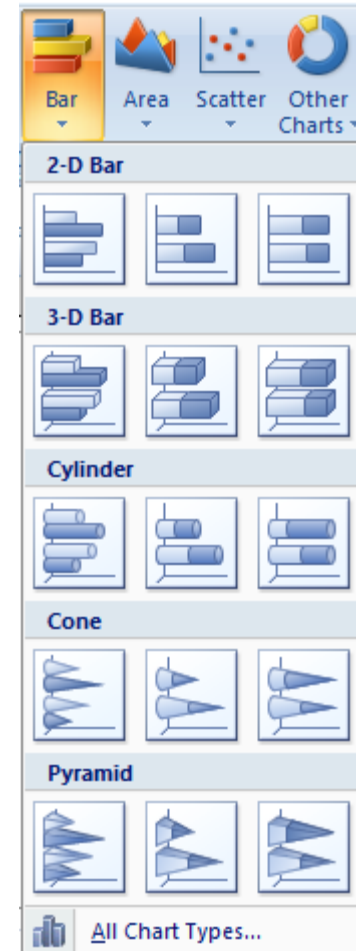 Bar Area Scatter Other Charts
2-D Bar
3-D Bar
Cylinder
Cone
Pyramid
All Chart Types...